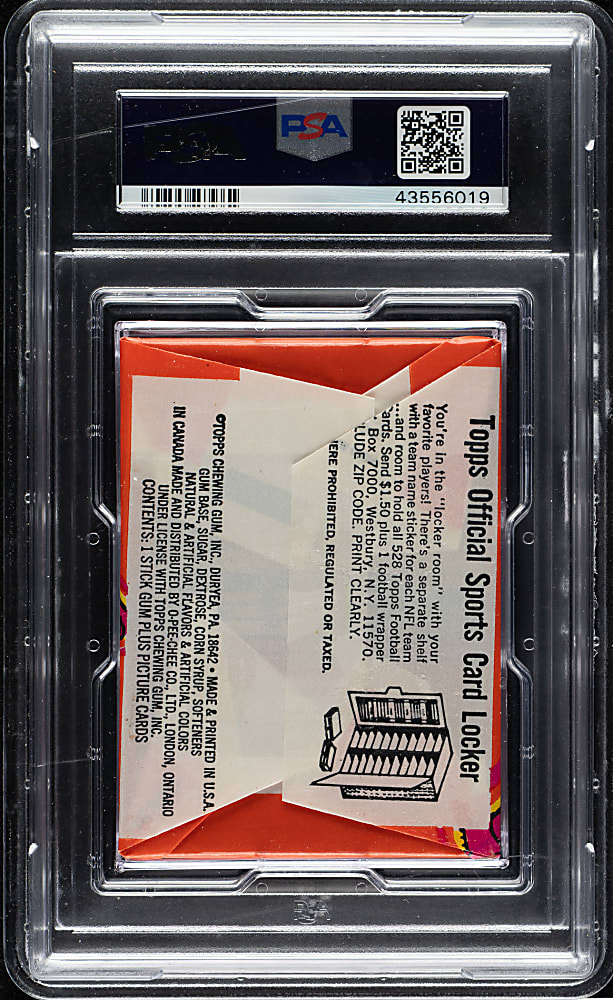 PSA
43556019
Topps Official Sports Card Locker
You're in the "locker room" with your
favorite players! There's a separate shelf
with a team name sticker for each NFL team
...and room to hold all 528 Topps Football
ards. Send $1.50 plus 1 football wrapper
Box 7000, Westbury, N.Y. 11570.
LUDE ZIP CODE. PRINT CLEARLY.
ERE PROHIBITED, REGULATED OR TAXED.
©TOPPS CHEWING GUM, INC., DURYEA, PA. 18642 • MADE & PRINTED IN U.S.A.
GUM BASE, SUGAR, DEXTROSE, CORN SYRUP, SOFTENERS
NATURAL & ARTIFICIAL FLAVORS & ARTIFICIAL COLORS
IN CANADA MADE AND DISTRIBUTED BY O-PEE-CHEE CO., LTD., LONDON, ONTARIO
UNDER LICENSE WITH TOPPS CHEWING GUM, INC.
CONTENTS: 1 STICK GUM PLUS PICTURE CARDS